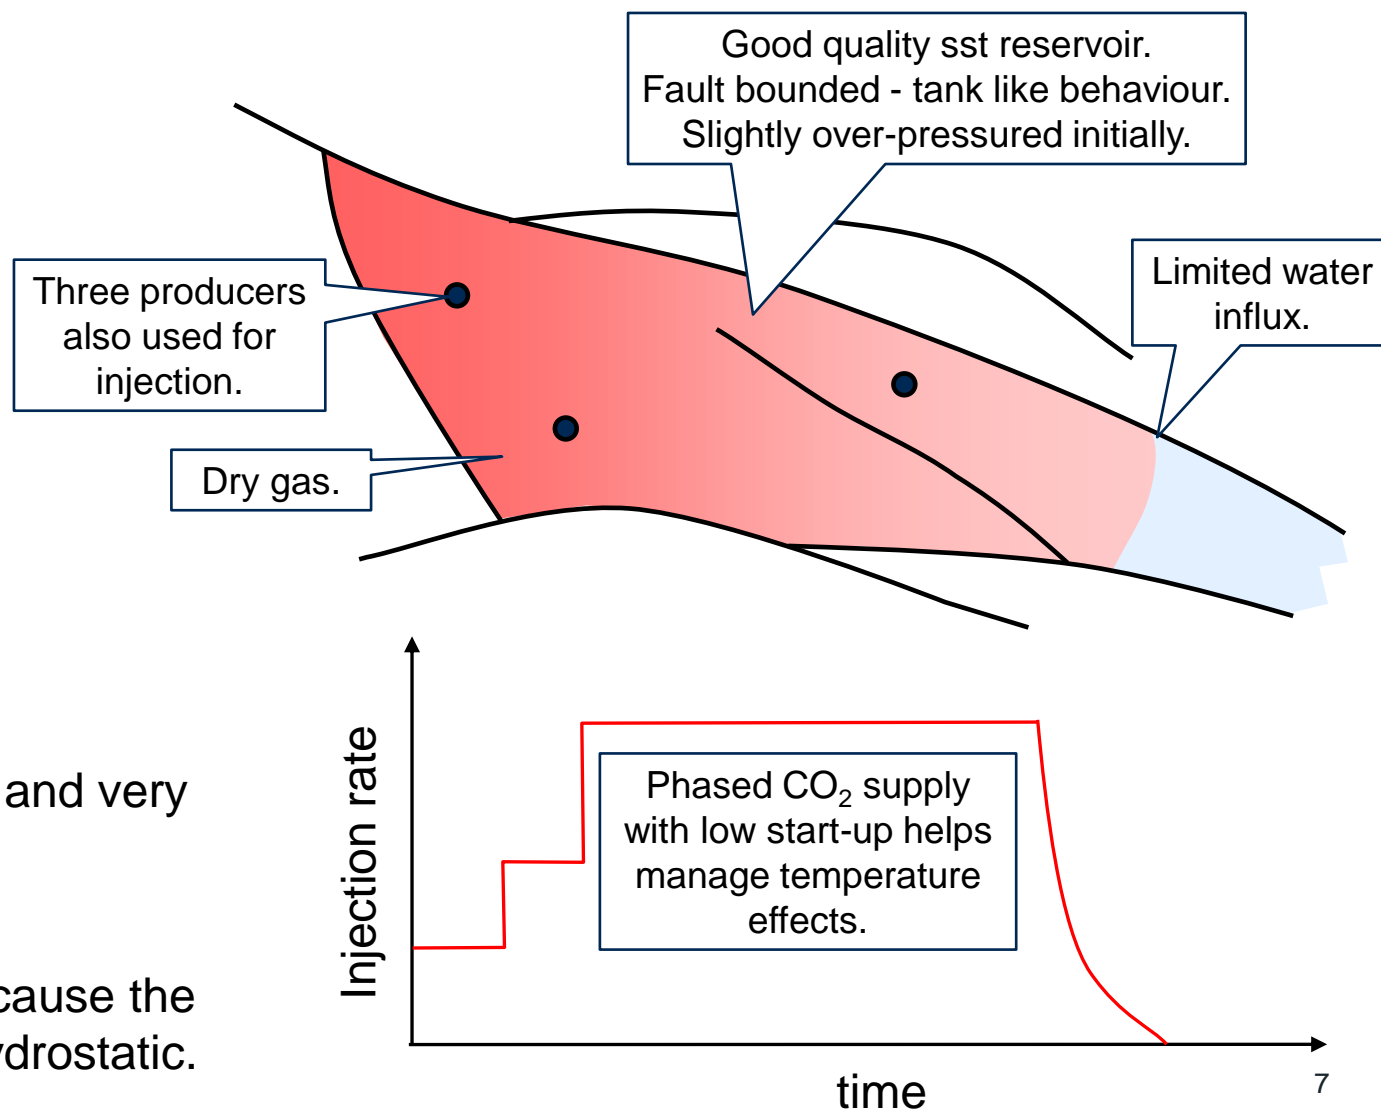 Good quality sst reservoir.
Fault bounded - tank like behaviour.
Slightly over-pressured initially.
Limited water
influx.
Three producers
also used for
injection.
Dry gas.
and very
cause the
ydrostatic.
Injection rate
Phased CO₂ supply
with low start-up helps
manage temperature
effects.
time
7